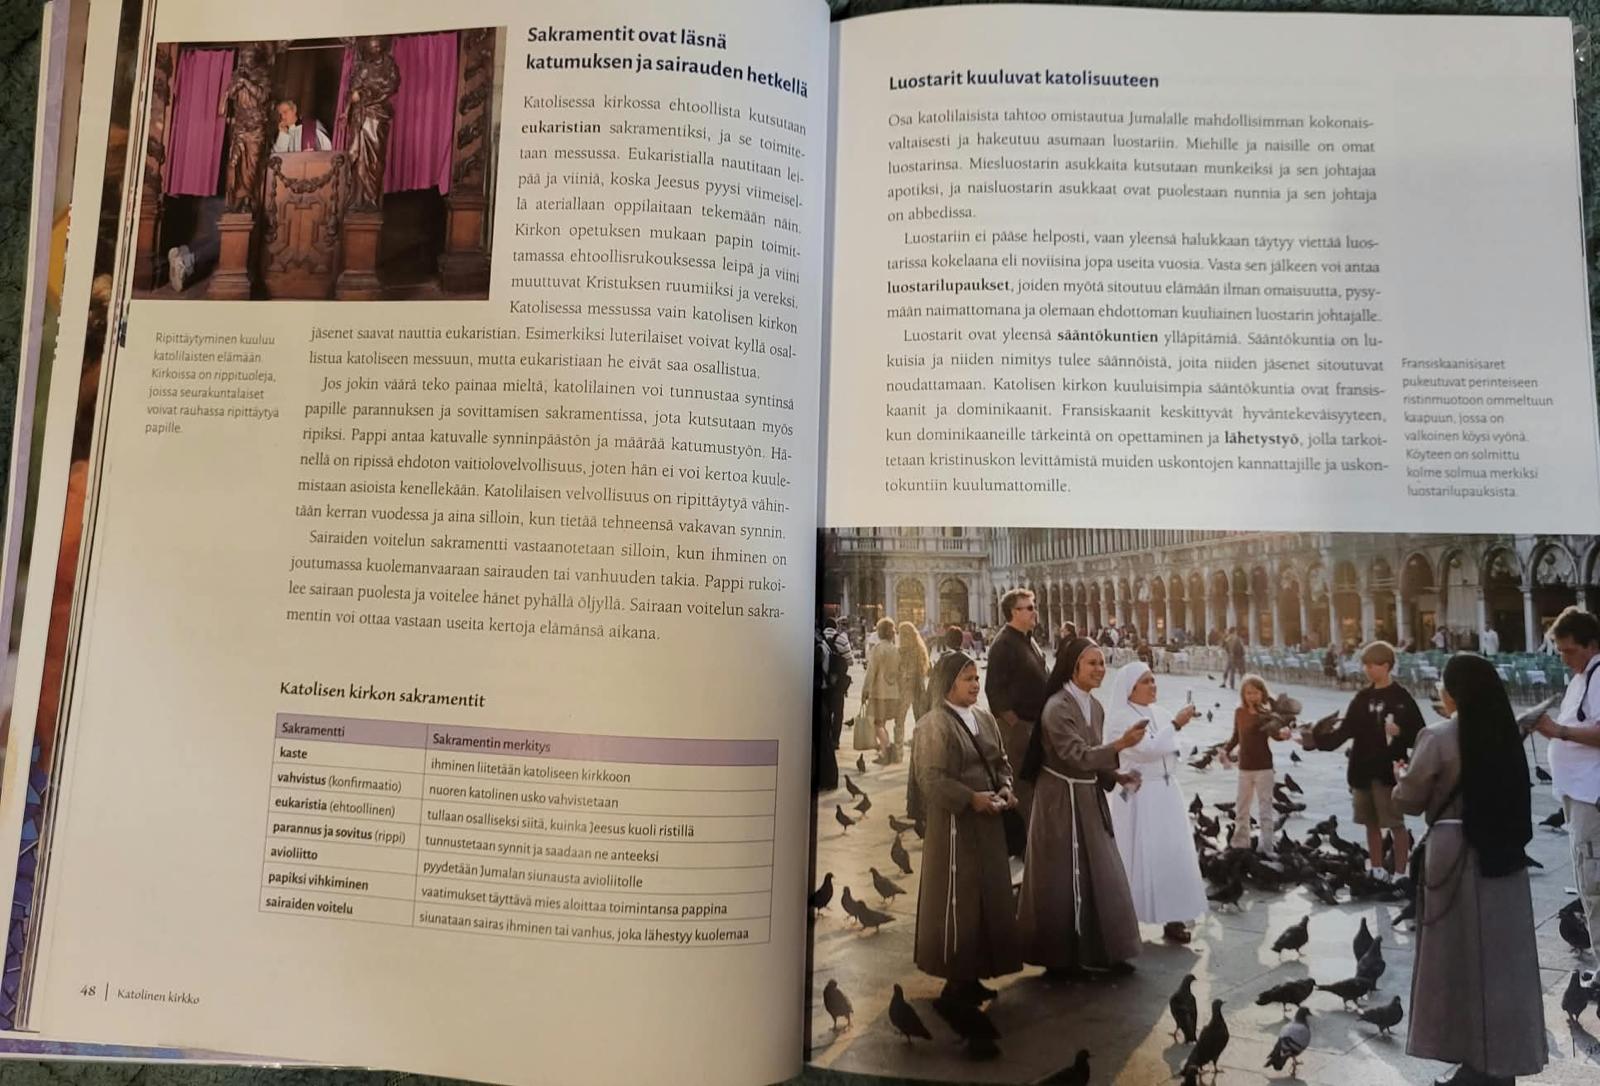 Sakramentit ovat läsnä
katumuksen ja sairauden hetkellä
Katolisessa kirkossa ehtoollista kutsutaan
eukaristian sakramentiksi, ja se toimite-
taan messussa. Eukaristialla nautitaan lei-
pää ja viiniä, koska Jeesus pyysi viimeisel-
lä ateriallaan oppilaitaan tekemään näin.
Kirkon opetuksen mukaan papin toimit-
tamassa ehtoollisrukouksessa leipä ja viini
muuttuvat Kristuksen ruumiiksi ja vereksi.
Katolisessa messussa vain katolisen kirkon
jäsenet saavat nauttia eukaristian. Esimerkiksi luterilaiset voivat kyllä osal-
listua katoliseen messuun, mutta eukaristiaan he eivät saa osallistua.
Jos jokin väärä teko painaa mieltä, katolilainen voi tunnustaa syntinsä
papille parannuksen ja sovittamisen sakramentissa, jota kutsutaan myös
ripiksi. Pappi antaa katuvalle synninpäästön ja määrää katumustyön. Hä-
nellä on ripissä ehdoton vaitiolovelvollisuus, joten hän ei voi kertoa kuule-
mistaan asioista kenellekään. Katolilaisen velvollisuus on ripittäytyä vähin-
tään kerran vuodessa ja aina silloin, kun tietää tehneensä vakavan synnin.
Sairaiden voitelun sakramentti vastaanotetaan silloin, kun ihminen on
joutumassa kuolemanvaaraan sairauden tai vanhuuden takia. Pappi rukoi-
lee sairaan puolesta ja voitelee hänet pyhällä öljyllä. Sairaan voitelun sakra-
mentin voi ottaa vastaan useita kertoja elämänsä aikana.
Ripittäytyminen kuuluu
katolilaisten elämään.
Kirkoissa on rippituoleja,
joissa seurakuntalaiset
voivat rauhassa ripittäytyä
papille.
Katolisen kirkon sakramentit
Sakramentti Sakramentin merkitys
kaste ihminen liitetään katoliseen kirkkoon
vahvistus (konfirmaatio) nuoren katolinen usko vahvistetaan
eukaristia (ehtoollinen) tullaan osalliseksi siitä, kuinka Jeesus kuoli ristillä
parannus ja sovitus (rippi) tunnustetaan synnit ja saadaan ne anteeksi
avioliitto pyydetään Jumalan siunausta avioliitolle
papiksi vihkiminen vaatimukset täyttävä mies aloittaa toimintansa pappina
sairaiden voitelu siunataan sairas ihminen tai vanhus, joka lähestyy kuolemaa
48 | Katolinen kirkko
Luostarit kuuluvat katolisuuteen
Osa katolilaisista tahtoo omistautua Jumalalle mahdollisimman kokonais-
valtaisesti ja hakeutuu asumaan luostariin. Miehille ja naisille on omat
luostarinsa. Miesluostarin asukkaita kutsutaan munkeiksi ja sen johtajaa
apotiksi, ja naisluostarin asukkaat ovat puolestaan nunnia ja sen johtaja
on abbedissa.
Luostariin ei pääse helposti, vaan yleensä halukkaan täytyy viettää luos-
tarissa kokelaana eli noviisina jopa useita vuosia. Vasta sen jälkeen voi antaa
luostarilupaukset, joiden myötä sitoutuu elämään ilman omaisuutta, pysy-
mään naimattomana ja olemaan ehdottoman kuuliainen luostarin johtajalle.
Luostarit ovat yleensä sääntökuntien ylläpitämiä. Sääntökuntia on lu-
kuisia ja niiden nimitys tulee säännöistä, joita niiden jäsenet sitoutuvat
noudattamaan. Katolisen kirkon kuuluisimpia sääntökuntia ovat fransis-
kaanit ja dominikaanit. Fransiskaanit keskittyvät hyväntekeväisyyteen,
kun dominikaaneille tärkeintä on opettaminen ja lähetystyö, jolla tarkoi-
tetaan kristinuskon levittämistä muiden uskontojen kannattajille ja uskon-
tokuntiin kuulumattomille.
Fransiskaanisisaret
pukeutuvat perinteiseen
ristinmuotoon ommeltuun
kaapuun, jossa on
valkoinen köysi vyönä.
Köyteen on solmittu
kolme solmua merkiksi
luostarilupauksista.